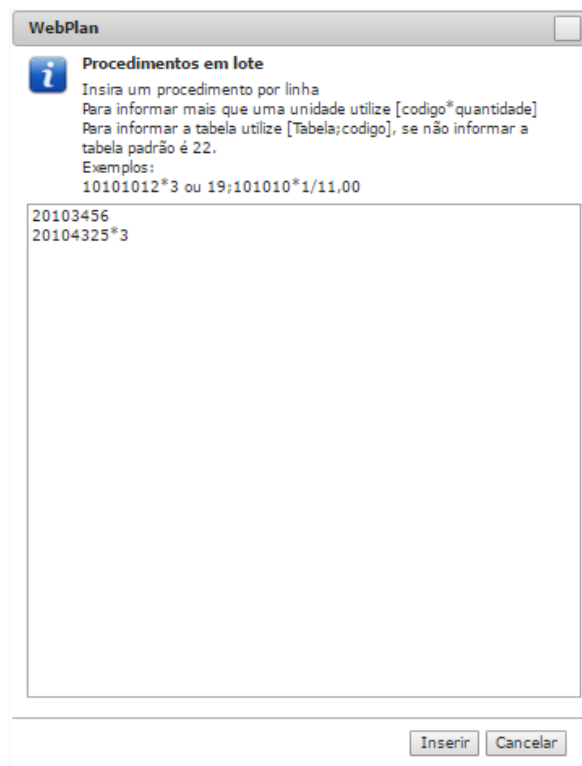 WebPlan
Procedimentos em lote
Insira um procedimento por linha
Para informar mais que uma unidade utilize [codigo*quantidade]
Para informar a tabela utilize [Tabela;codigo], se não informar a
tabela padrão é 22.
Exemplos:
10101012*3 ou 19;101010*1/11,00
20103456
20104325*3
Inserir Cancelar